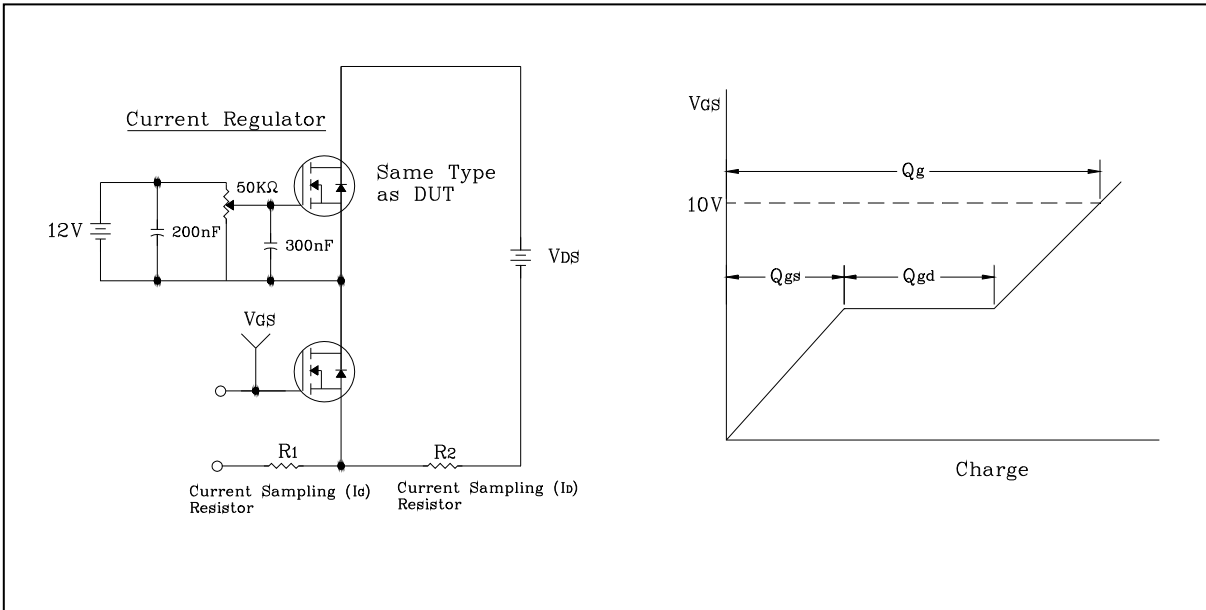 Current Regulator
Same Type
as DUT
50KΩ
12V
200nF
300nF
VDS
VGS
R1
R2
Current Sampling (IG)
Resistor
Current Sampling (ID)
Resistor
VGS
Qg
10V
Qgs
Qgd
Charge